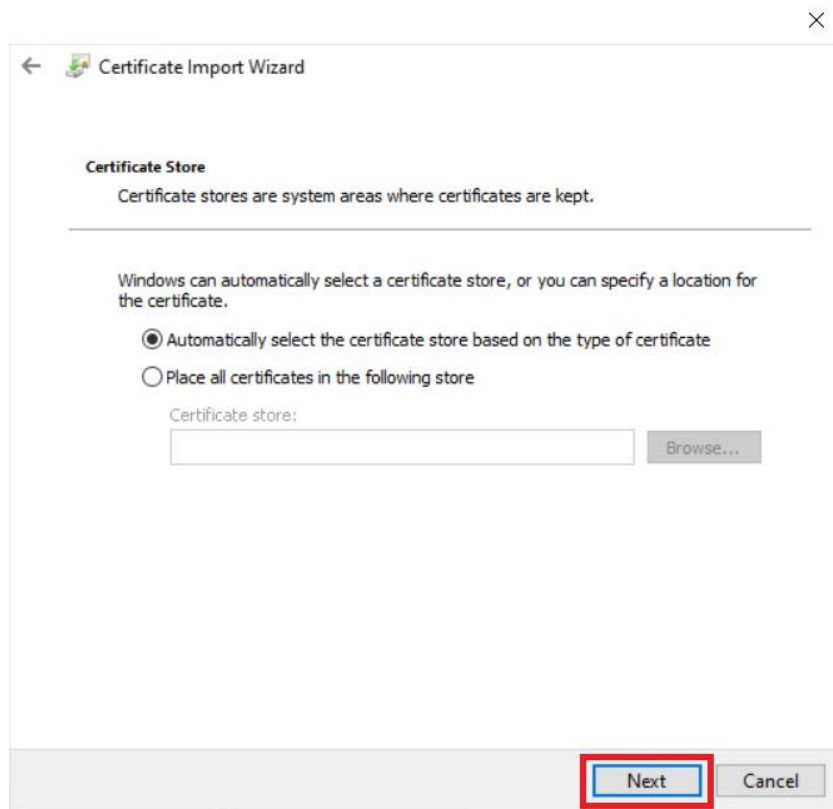 Certificate Import Wizard
Certificate Store
Certificate stores are system areas where certificates are kept.
Windows can automatically select a certificate store, or you can specify a location for
the certificate.
Automatically select the certificate store based on the type of certificate
Place all certificates in the following store
Certificate store:
Browse...
Next
Cancel